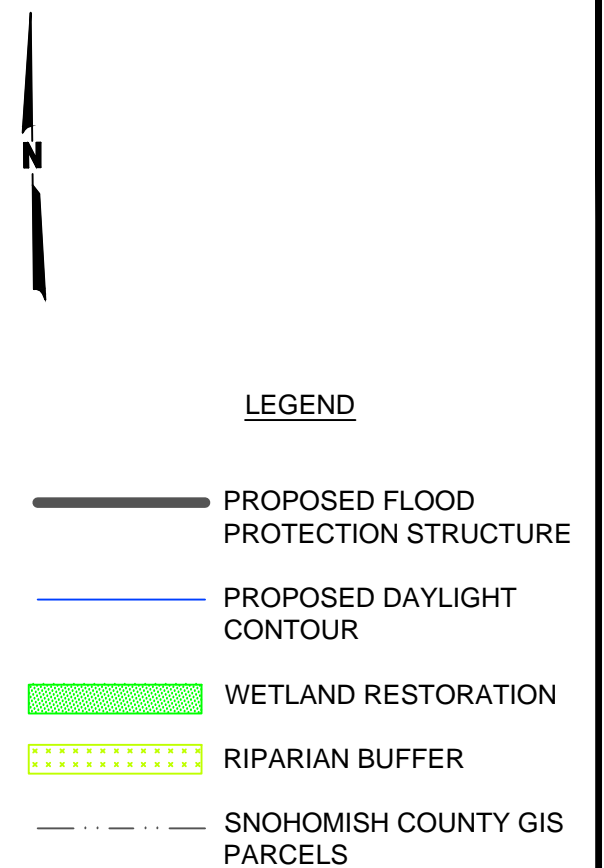 N
LEGEND
PROPOSED FLOOD
PROTECTION STRUCTURE
PROPOSED DAYLIGHT
CONTOUR
WETLAND RESTORATION
RIPARIAN BUFFER
SNOHOMISH COUNTY GIS
PARCELS